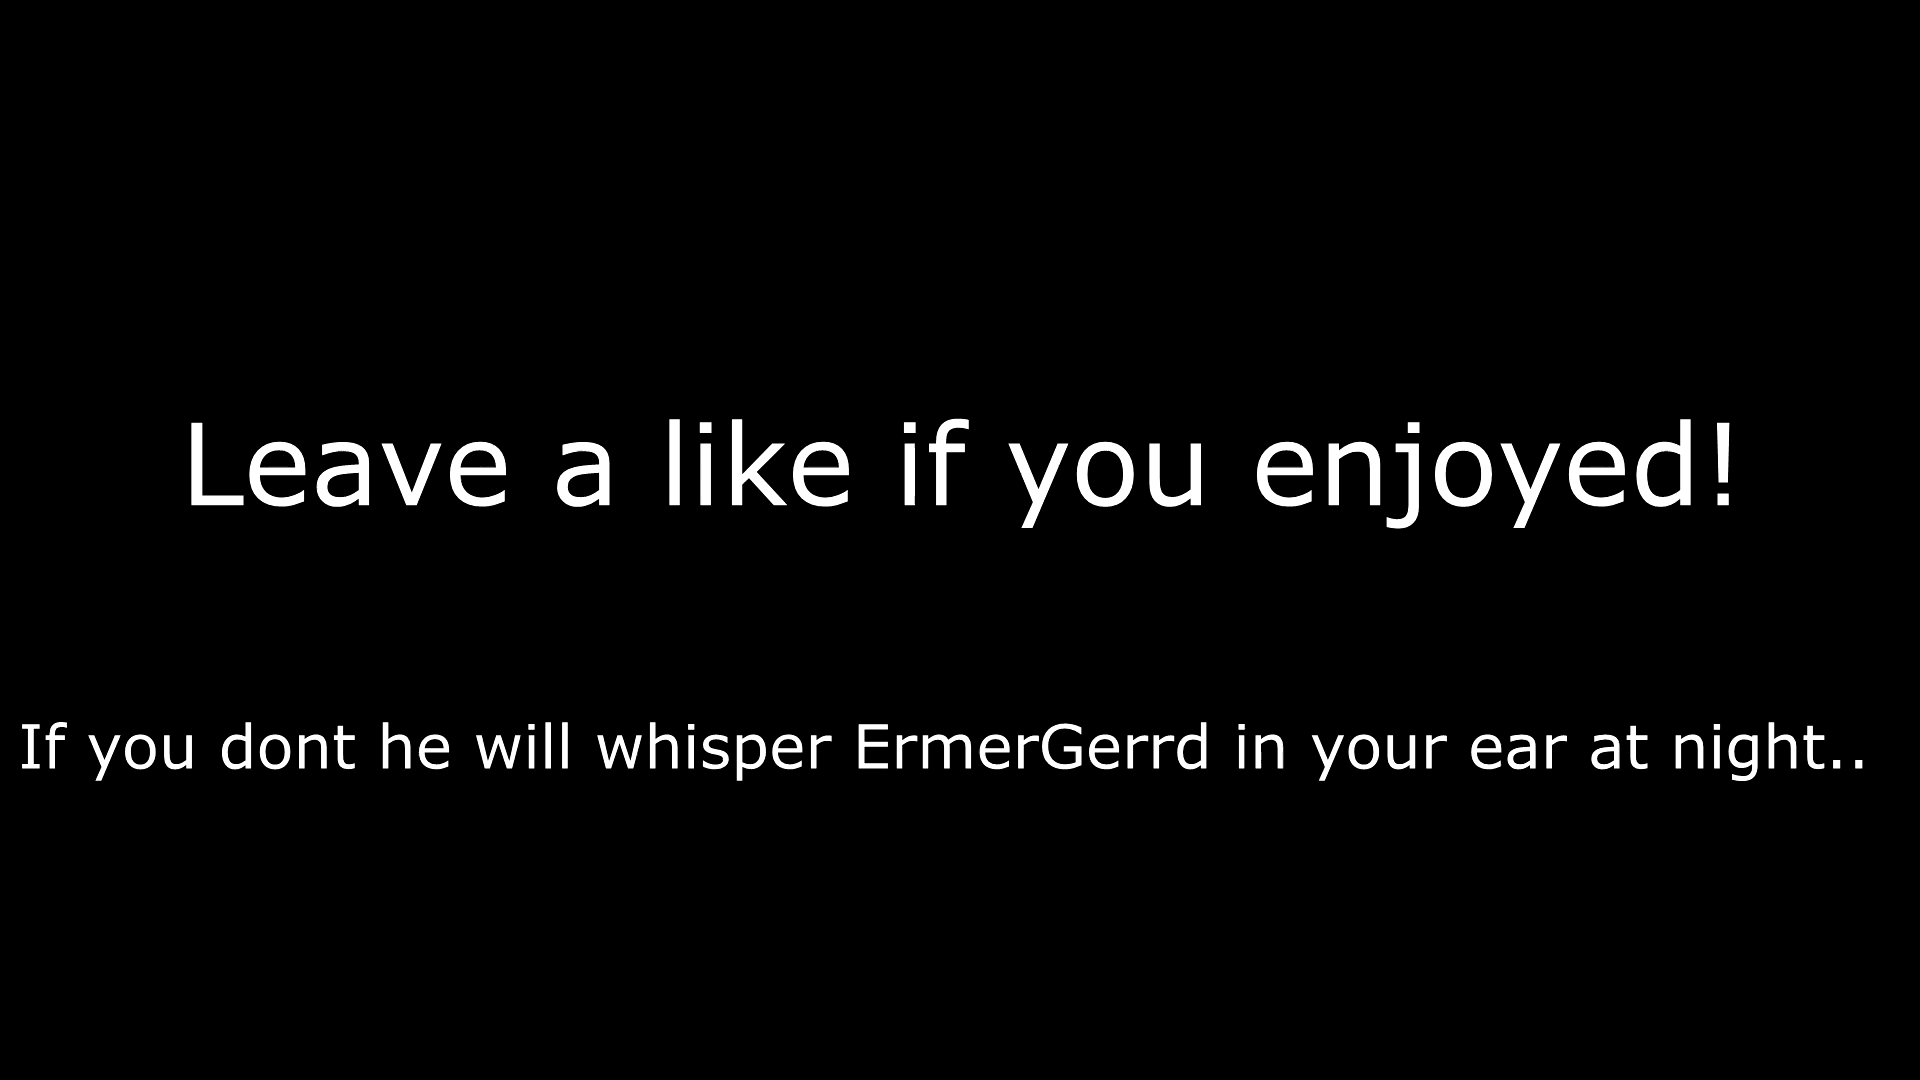 Leave a like if you enjoyed!
If you dont he will whisper ErmerGerrd in your ear at night..